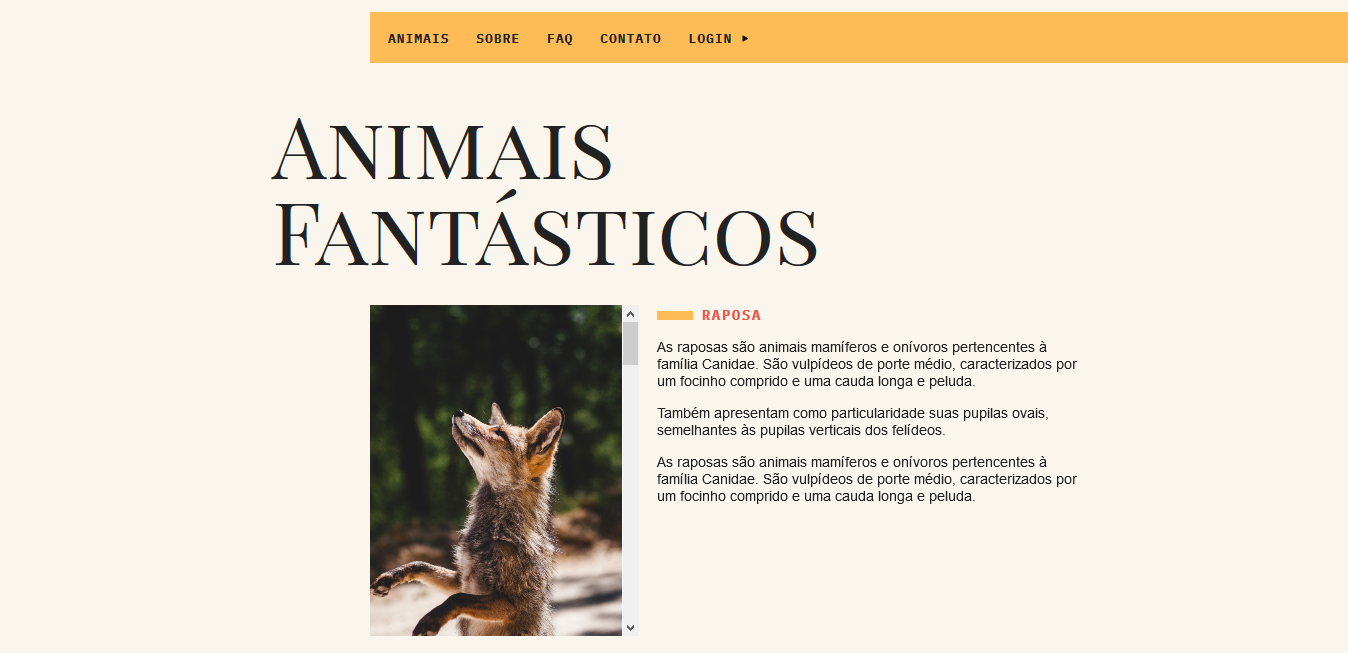 ANIMAIS SOBRE FAQ CONTATO LOGIN
Animais
Fantásticos
RAPOSA
As raposas são animais mamíferos e onívoros pertencentes à
família Canidae. São vulpídeos de porte médio, caracterizados por
um focinho comprido e uma cauda longa e peluda.
Também apresentam como particularidade suas pupilas ovais,
semelhantes às pupilas verticais dos felídeos.
As raposas são animais mamíferos e onívoros pertencentes à
família Canidae. São vulpídeos de porte médio, caracterizados por
um focinho comprido e uma cauda longa e peluda.